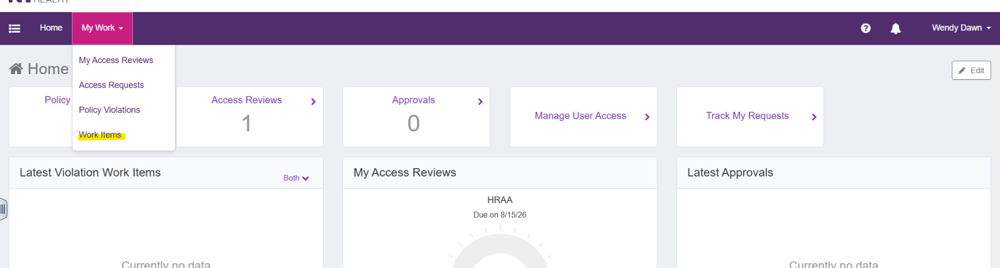 HEALTH
Home
My Work
Wendy Dawn
My Access Reviews
Access Requests
Policy Violations
Work Items
Home
Edit
Policy
Access Reviews
1
Approvals
0
Manage User Access
Track My Requests
Latest Violation Work Items
Both
Currently no data
My Access Reviews
HRAA
Due on 8/15/26
Latest Approvals
Currently no data